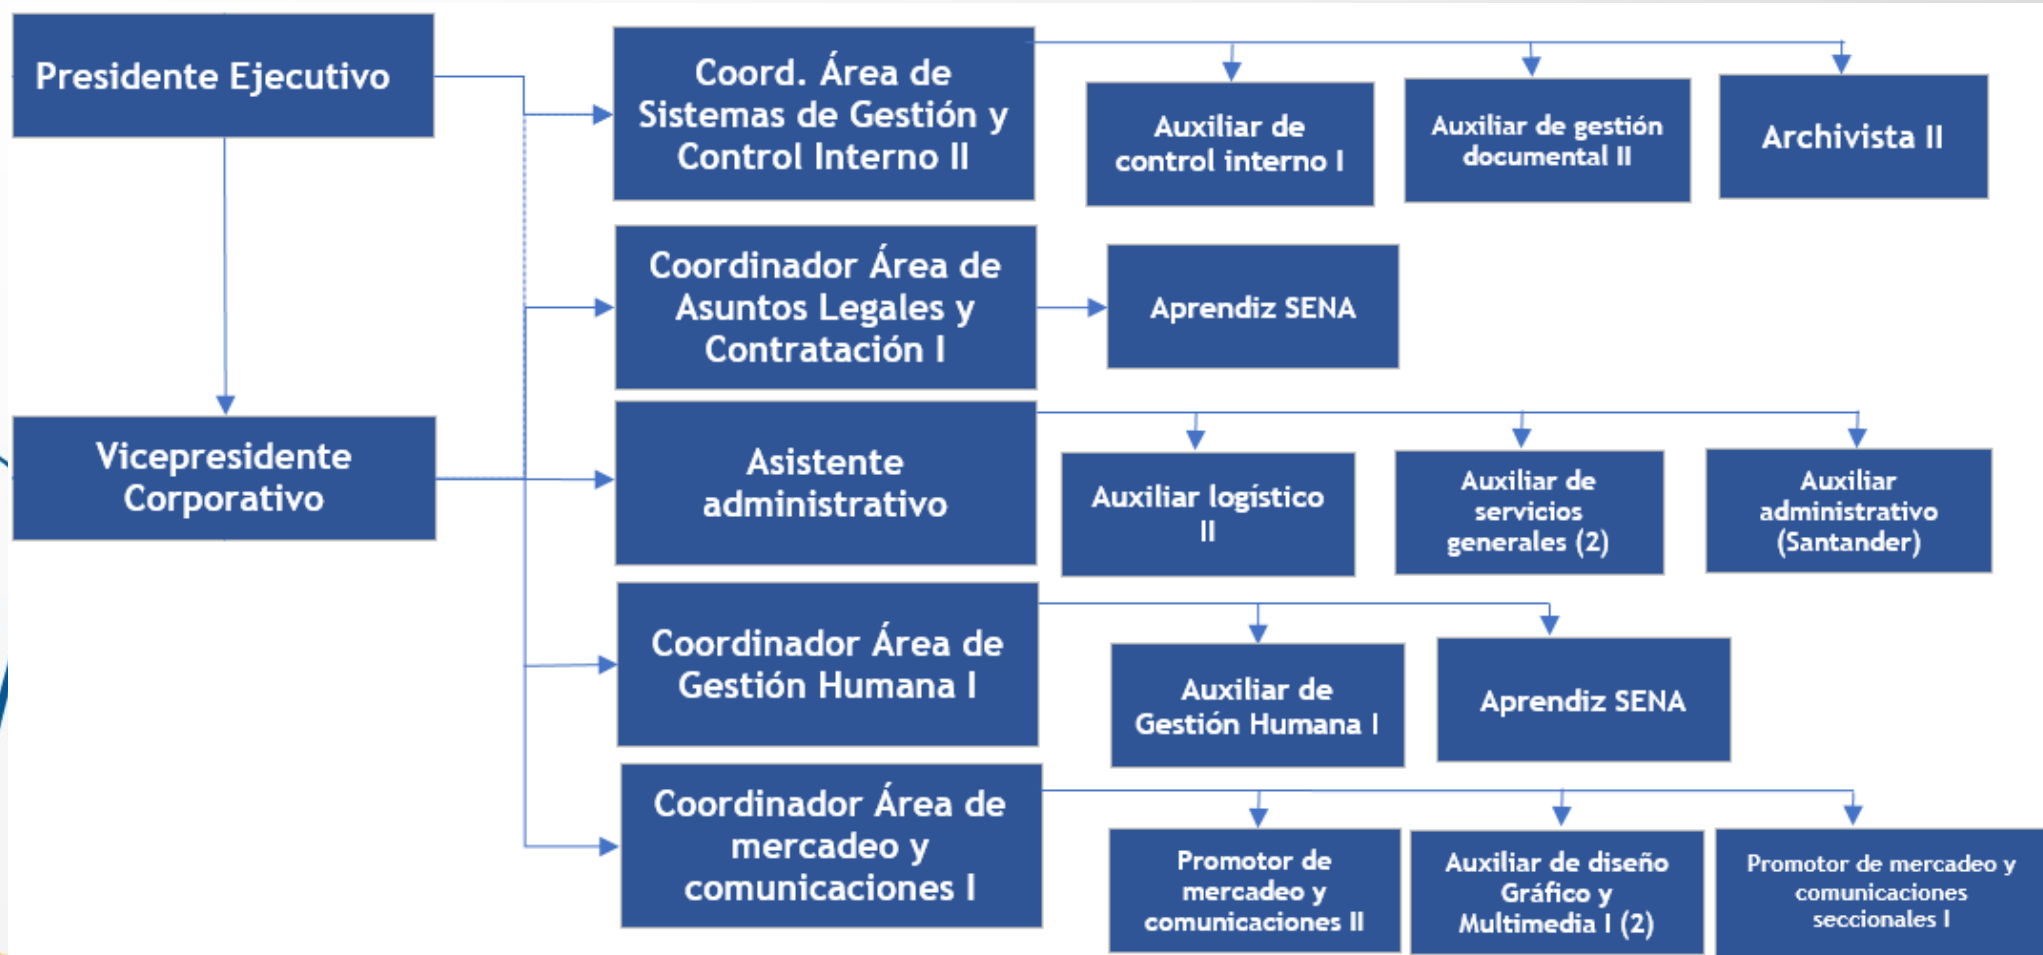 Presidente Ejecutivo
Coord. Área de
Sistemas de Gestión y
Control Interno II
Auxiliar de
control interno I
Auxiliar de gestión
documental II
Archivista II
Coordinador Área de
Asuntos Legales y
Contratación I
Aprendiz SENA
Vicepresidente
Corporativo
Asistente
administrativo
Auxiliar logístico
II
Auxiliar de
servicios
generales (2)
Auxiliar
administrativo
(Santander)
Coordinador Área de
Gestión Humana I
Auxiliar de
Gestión Humana I
Aprendiz SENA
Coordinador Área de
mercadeo y
comunicaciones I
Promotor de
mercadeo y
comunicaciones II
Auxiliar de diseño
Gráfico y
Multimedia I (2)
Promotor de mercadeo y
comunicaciones
seccionales I